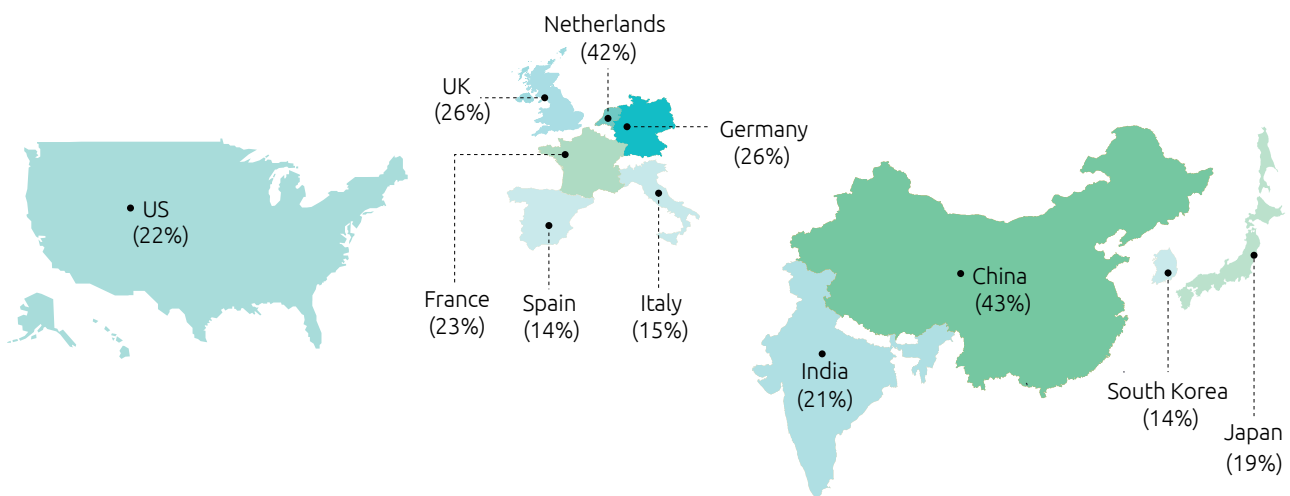 Netherlands
(42%)
UK
(26%)
Germany
(26%)
US
(22%)
France
(23%)
Spain
(14%)
Italy
(15%)
China
(43%)
India
(21%)
South Korea
(14%)
Japan
(19%)